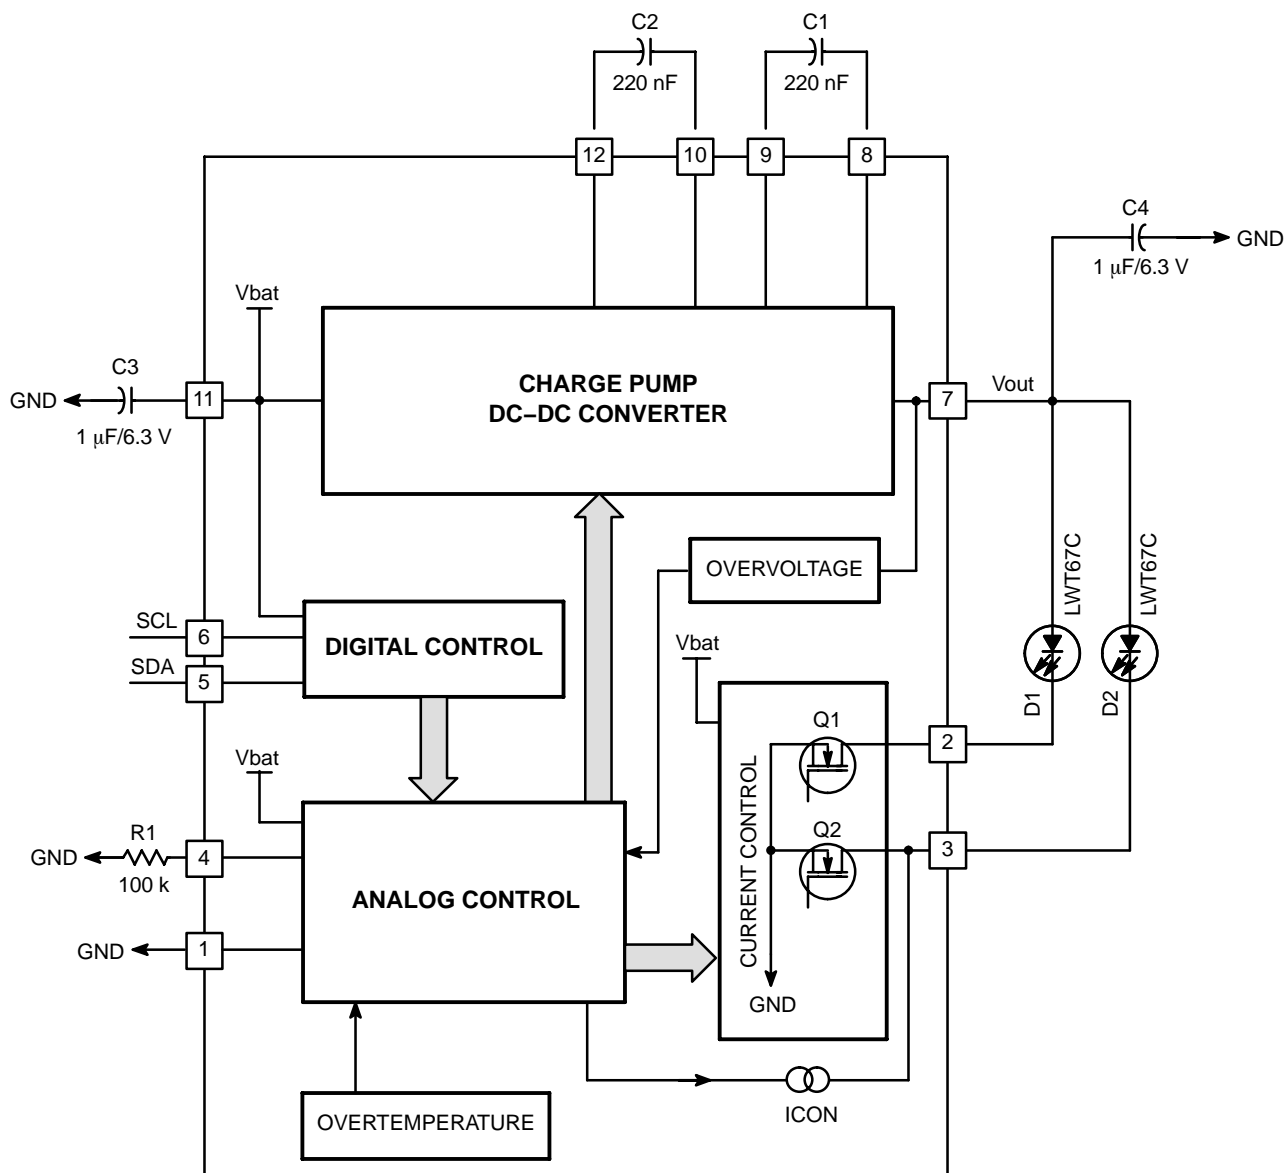 C2
C1
220 nF
220 nF
12
10
9
8
C4
GND
1 μF/6.3 V
Vbat
C3
GND
11
1 μF/6.3 V
CHARGE PUMP
DC−DC CONVERTER
7
Vout
OVERVOLTAGE
LWT67C
LWT67C
SCL
6
SDA
5
DIGITAL CONTROL
Vbat
D1
D2
Q1
2
Vbat
R1
GND
4
100 k
ANALOG CONTROL
CURRENT CONTROL
Q2
3
GND
1
GND
OVERTEMPERATURE
ICON